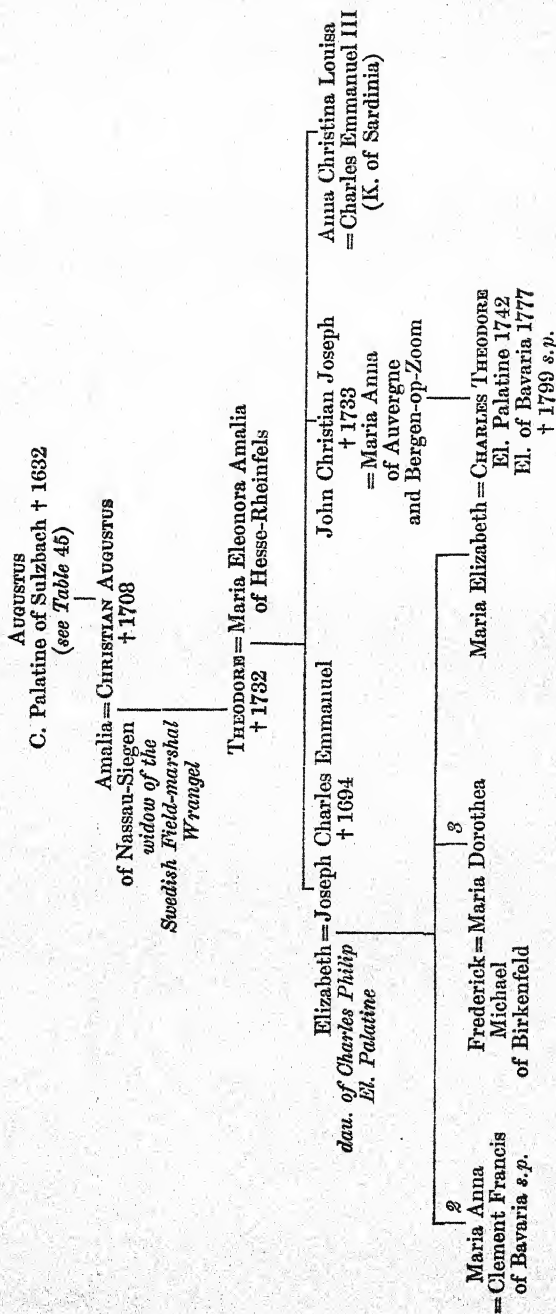 AUGUSTUS
C. Palatine of Sulzbach † 1632
(see Table 45)
Amalia = CHRISTIAN AUGUSTUS
of Nassau-Siegen † 1708
widow of the
Swedish Field-marshal
Wrangel
THEODORE = Maria Eleonora Amalia
† 1732 of Hesse-Rheinfels
Elizabeth = Joseph Charles Emmanuel
dau. of Charles Philip † 1694
El. Palatine
John Christian Joseph
† 1733
= Maria Anna
of Auvergne
and Bergen-op-Zoom
Anna Christina Louisa
= Charles Emmanuel III
(K. of Sardinia)
2
Maria Anna
= Clement Francis
of Bavaria s.p.
3
Frederick = Maria Dorothea
Michael
of Birkenfeld
Maria Elizabeth = CHARLES THEODORE
El. Palatine 1742
El. of Bavaria 1777
† 1799 s.p.